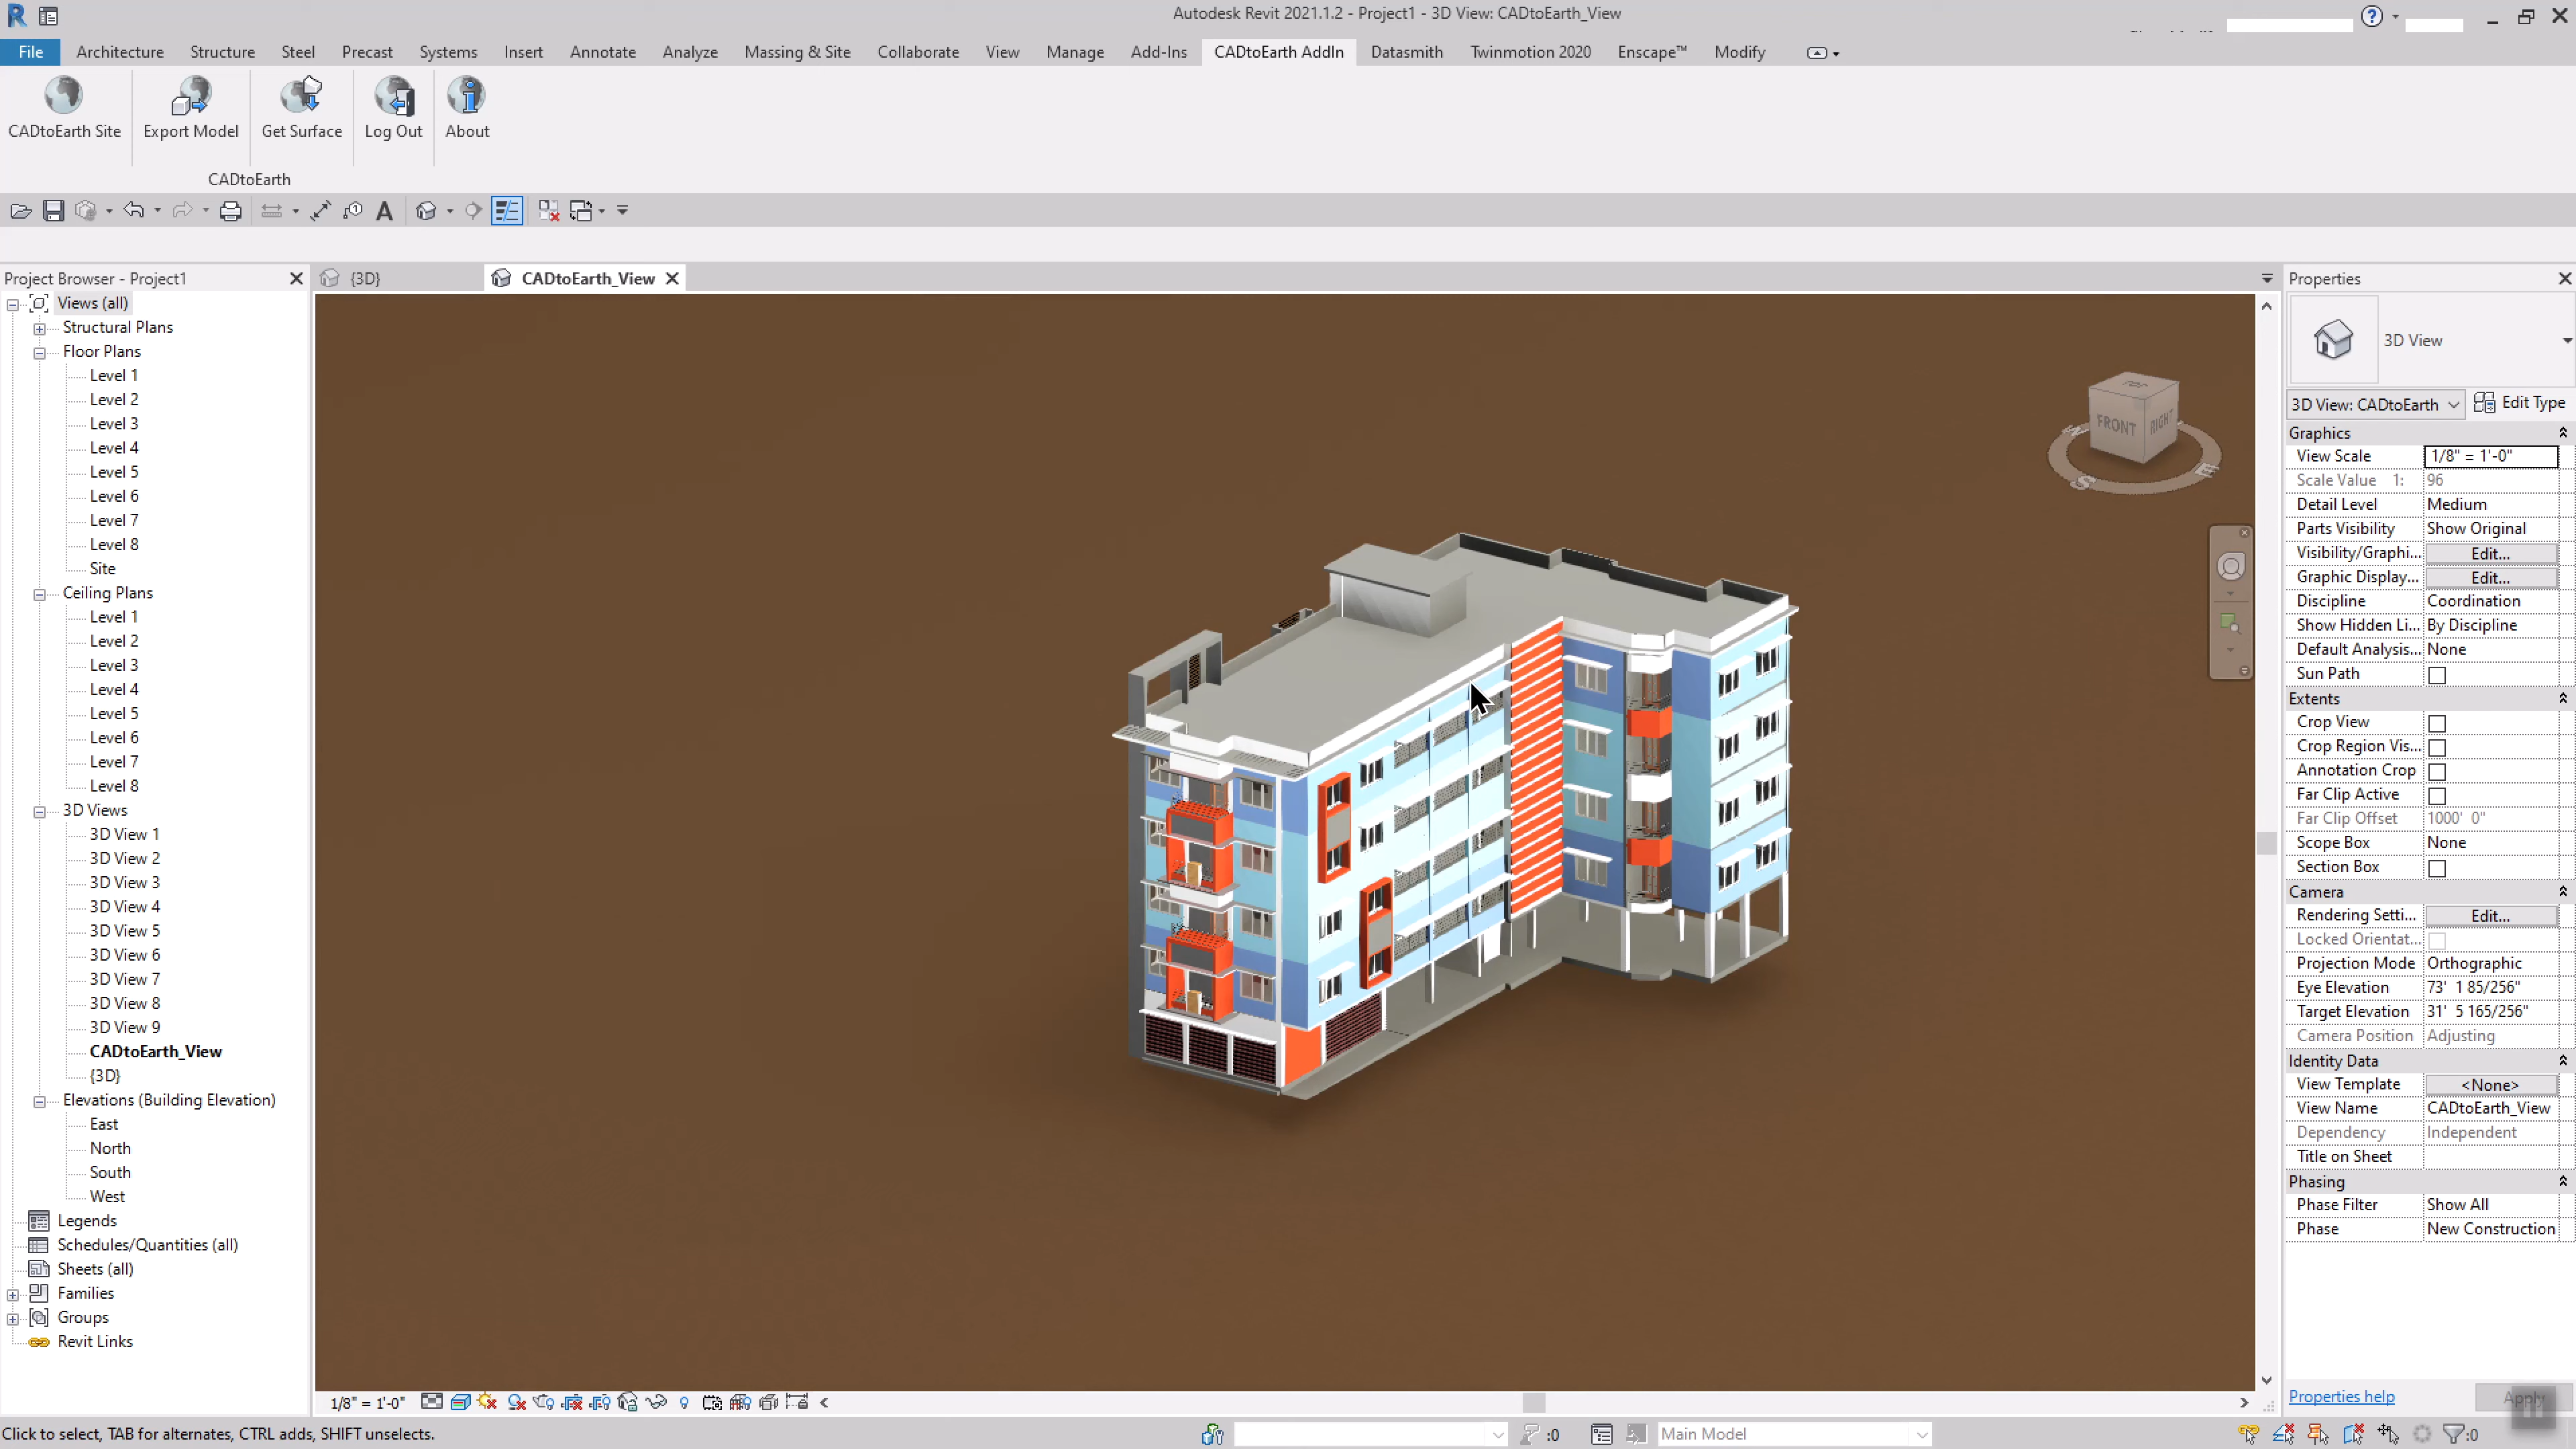 Autodesk Revit 2021.1.2 - Project1 - 3D View: CADtoEarth_View
File Architecture Structure Steel Precast Systems Insert Annotate Analyze Massing & Site Collaborate View Manage Add-Ins CADtoEarth AddIn Datasmith Twinmotion 2020 Enscape™ Modify
CADtoEarth Site Export Model Get Surface Log Out About
CADtoEarth
Project Browser - Project1
{3D} CADtoEarth_View
Views (all)
Structural Plans
Floor Plans
Level 1
Level 2
Level 3
Level 4
Level 5
Level 6
Level 7
Level 8
Site
Ceiling Plans
Level 1
Level 2
Level 3
Level 4
Level 5
Level 6
Level 7
Level 8
3D Views
3D View 1
3D View 2
3D View 3
3D View 4
3D View 5
3D View 6
3D View 7
3D View 8
3D View 9
CADtoEarth_View
{3D}
Elevations (Building Elevation)
East
North
South
West
Legends
Schedules/Quantities (all)
Sheets (all)
Families
Groups
Revit Links
TOP
FRONT RIGHT
S E
Properties
3D View
3D View: CADtoEarth Edit Type
Graphics
View Scale 1/8" = 1'-0"
Scale Value 1: 96
Detail Level Medium
Parts Visibility Show Original
Visibility/Graphi... Edit...
Graphic Display... Edit...
Discipline Coordination
Show Hidden Li... By Discipline
Default Analysis... None
Sun Path
Extents
Crop View
Crop Region Vis...
Annotation Crop
Far Clip Active
Far Clip Offset 1000' 0"
Scope Box None
Section Box
Camera
Rendering Setti... Edit...
Locked Orientat...
Projection Mode Orthographic
Eye Elevation 73' 1 85/256"
Target Elevation 31' 5 165/256"
Camera Position Adjusting
Identity Data
View Template <None>
View Name CADtoEarth_View
Dependency Independent
Title on Sheet
Phasing
Phase Filter Show All
Phase New Construction
Properties help Apply
1/8" = 1'-0"
Click to select, TAB for alternates, CTRL adds, SHIFT unselects.
:0 Main Model :0